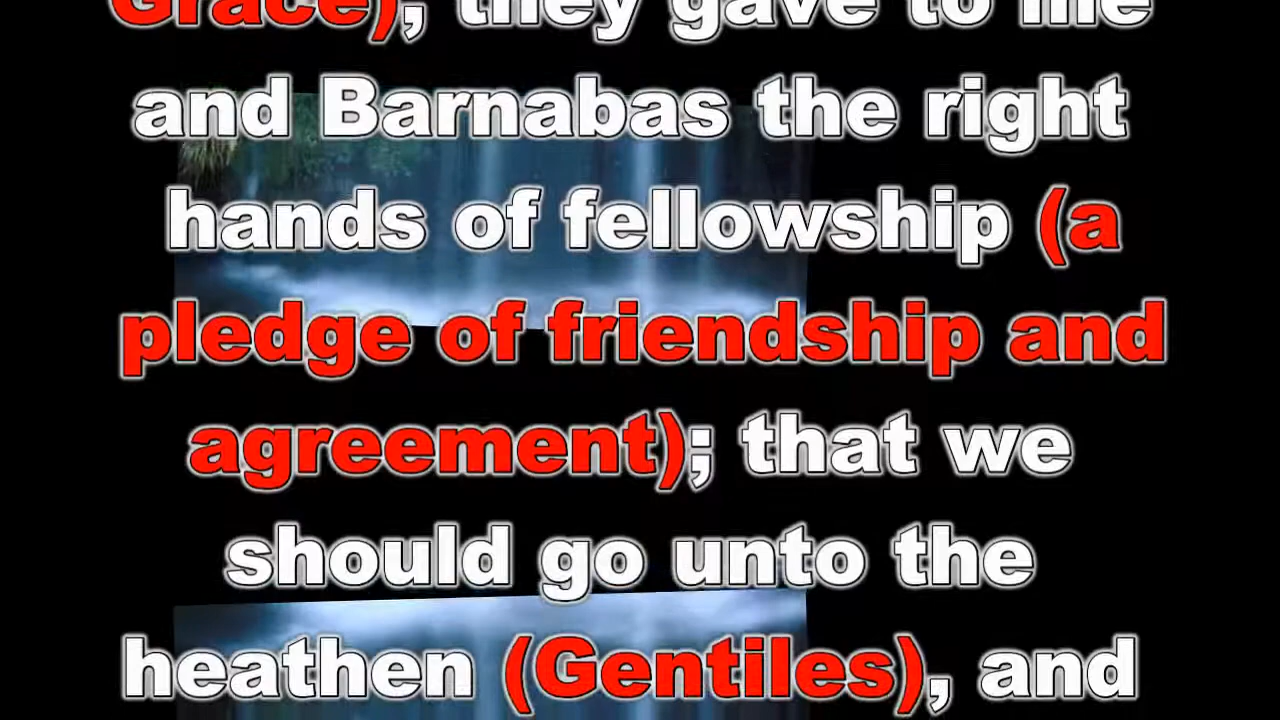 Grace), they gave to me
and Barnabas the right
hands of fellowship (a
pledge of friendship and
agreement); that we
should go unto the
heathen (Gentiles), and